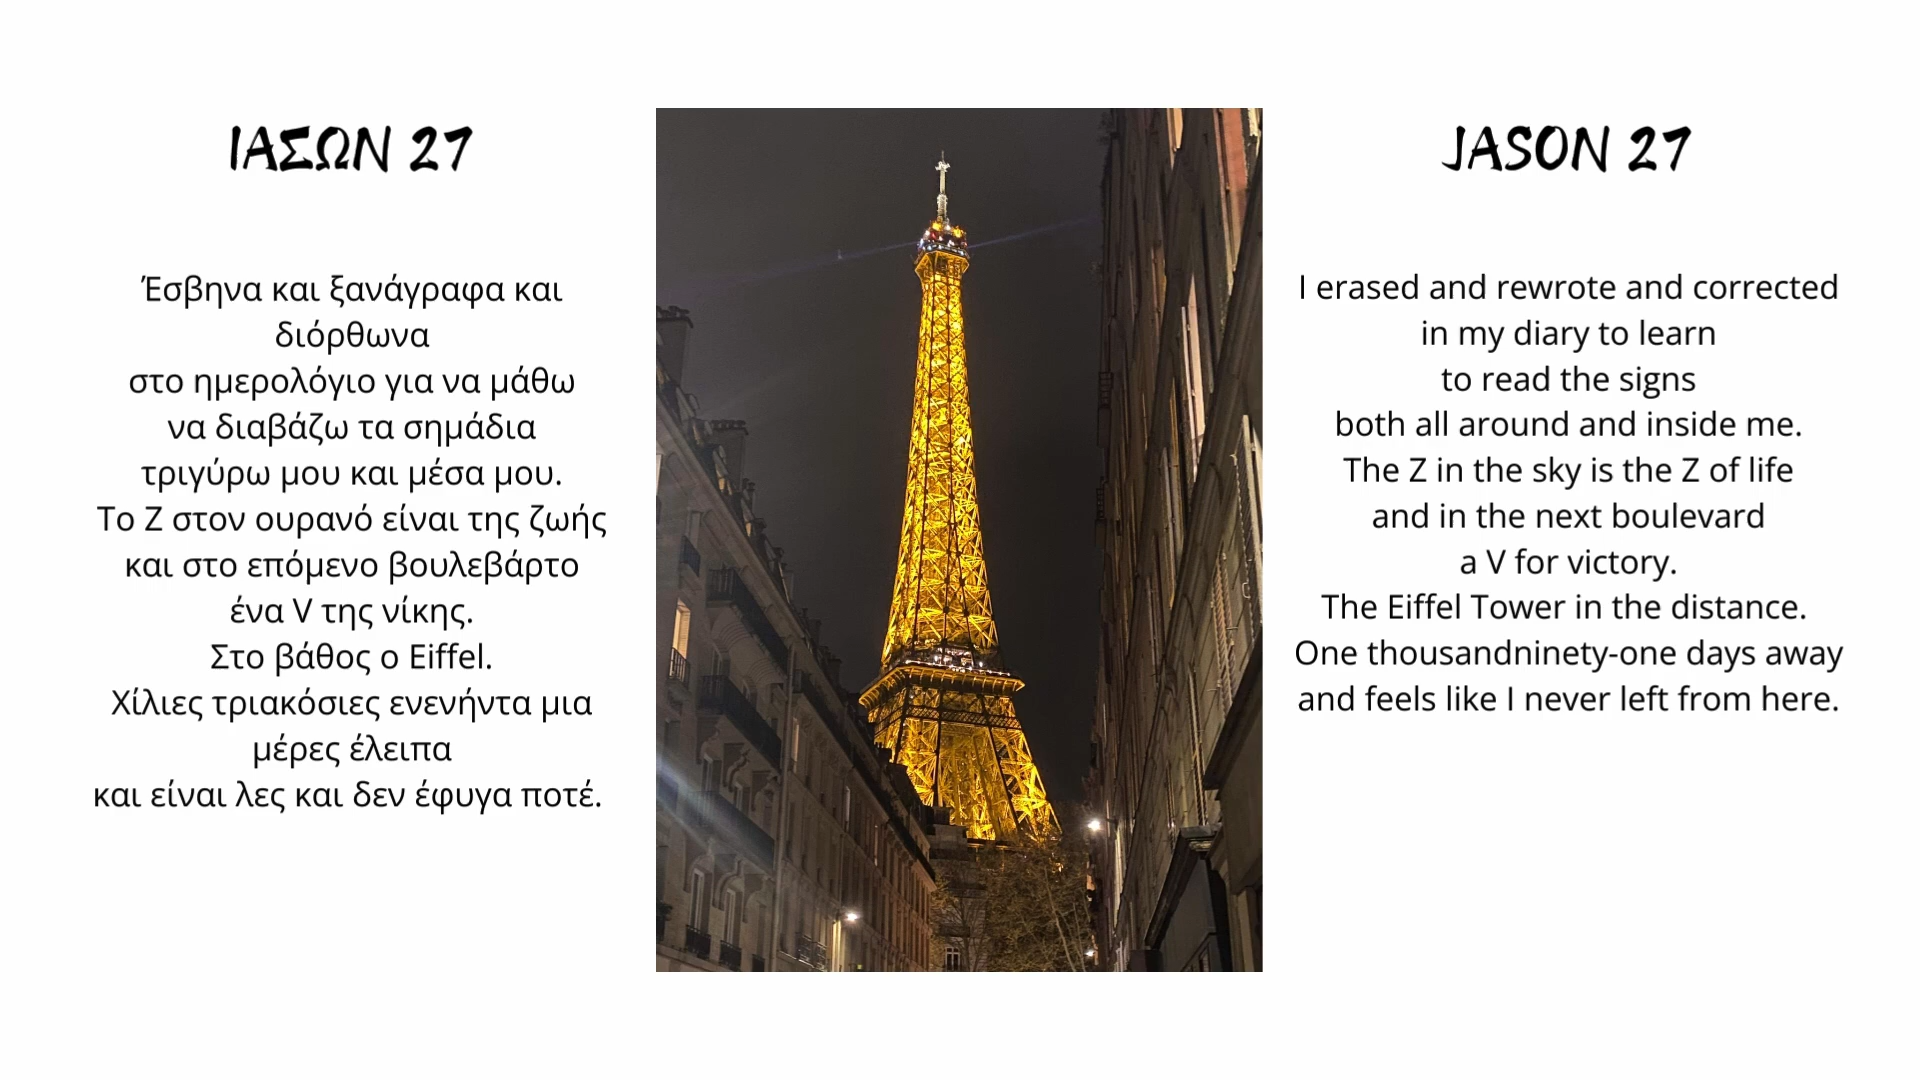 ΙΑΣΩΝ 27
Έσβηνα και ξανάγραφα και
διόρθωνα
στο ημερολόγιο για να μάθω
να διαβάζω τα σημάδια
τριγύρω μου και μέσα μου.
Το Ζ στον ουρανό είναι της ζωής
και στο επόμενο βουλεβάρτο
ένα V της νίκης.
Στο βάθος ο Eiffel.
Χίλιες τριακόσιες ενενήντα μια
μέρες έλειπα
και είναι λες και δεν έφυγα ποτέ.
JASON 27
I erased and rewrote and corrected
in my diary to learn
to read the signs
both all around and inside me.
The Z in the sky is the Z of life
and in the next boulevard
a V for victory.
The Eiffel Tower in the distance.
One thousandninety-one days away
and feels like I never left from here.